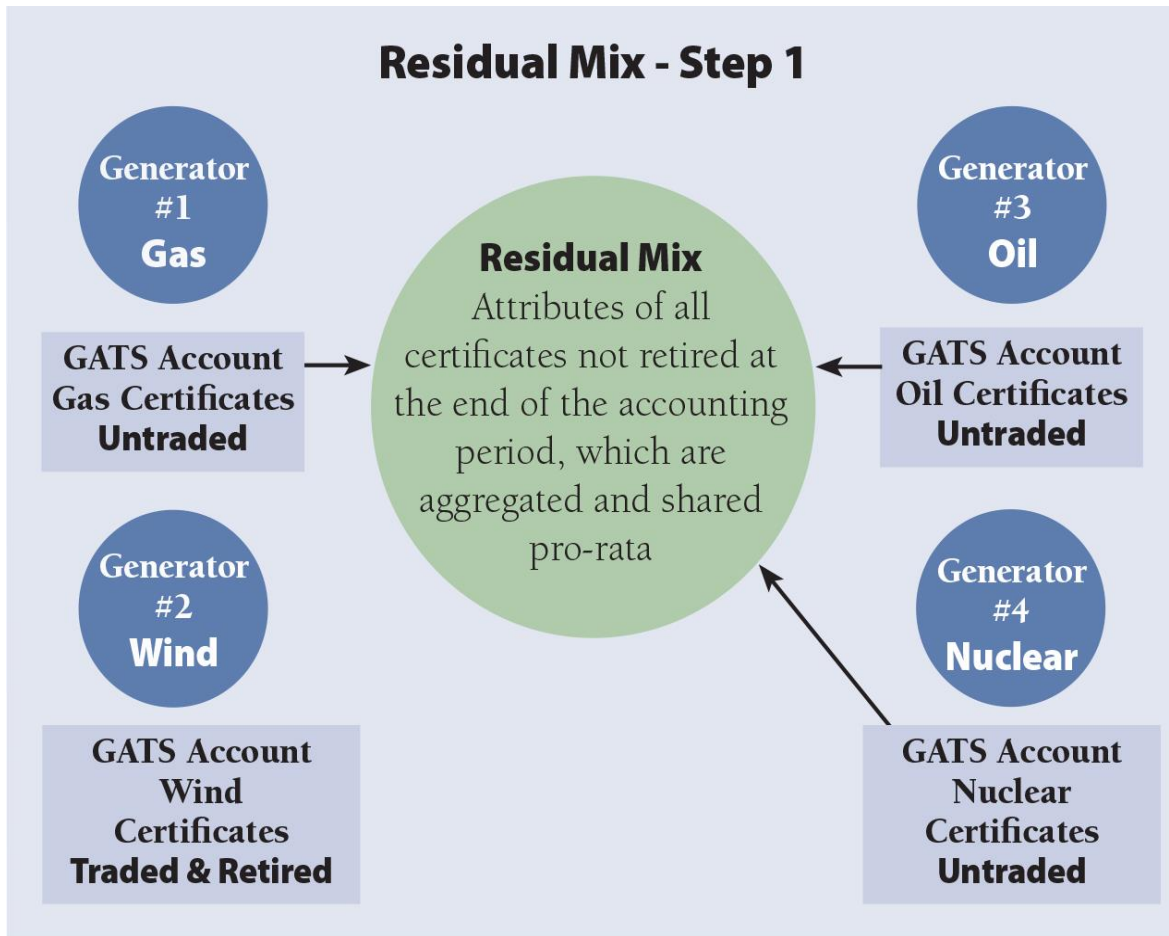 Residual Mix - Step 1
Generator
#1
Gas
GATS Account
Gas Certificates
Untraded
Generator
#2
Wind
GATS Account
Wind
Certificates
Traded & Retired
Residual Mix
Attributes of all
certificates not retired at
the end of the accounting
period, which are
aggregated and shared
pro-rata
Generator
#3
Oil
GATS Account
Oil Certificates
Untraded
Generator
#4
Nuclear
GATS Account
Nuclear
Certificates
Untraded